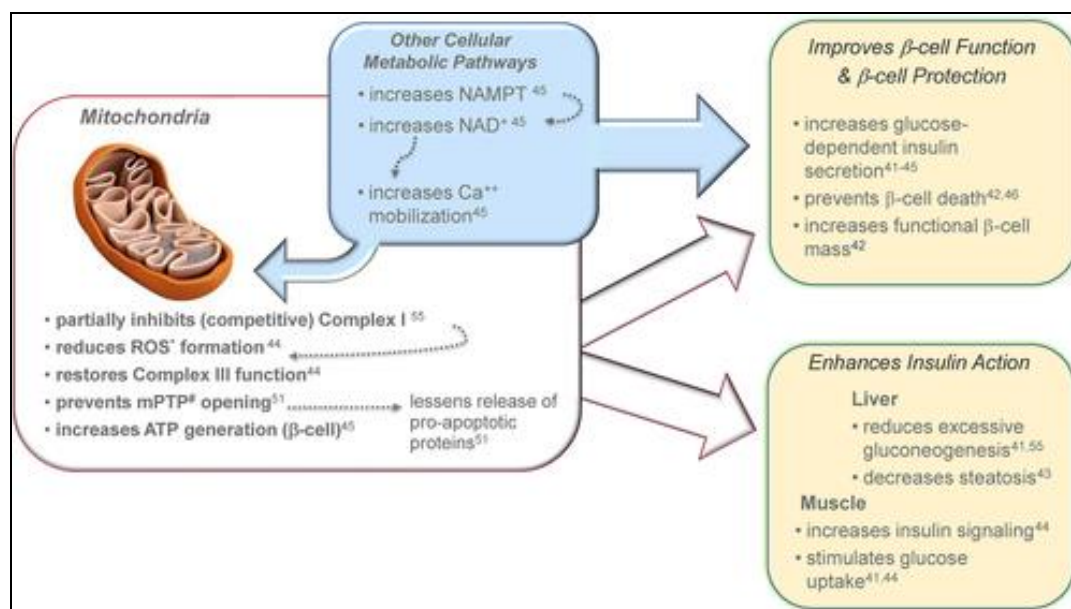 Other Cellular
Metabolic Pathways
• increases NAMPT 45
• increases NAD+ 45
• increases Ca++
mobilization45
Mitochondria
• partially inhibits (competitive) Complex I 55
• reduces ROS* formation 44
• restores Complex III function44
• prevents mPTP# opening51
lessens release of
pro-apoptotic
proteins51
• increases ATP generation (β-cell)45
Improves β-cell Function
& β-cell Protection
• increases glucose-
dependent insulin
secretion41-45
• prevents β-cell death42,46
• increases functional β-cell
mass42
Enhances Insulin Action
Liver
• reduces excessive
gluconeogenesis41,55
• decreases steatosis43
Muscle
• increases insulin signaling44
• stimulates glucose
uptake41,44